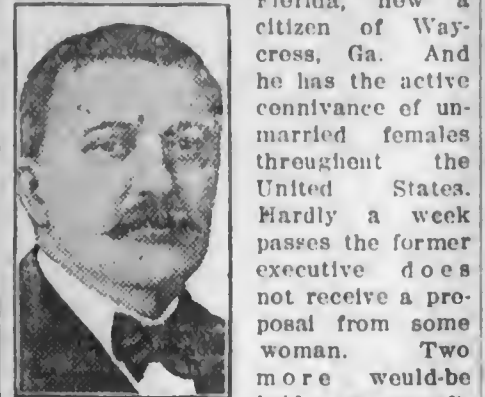 Florida, now a
citizen of Way-
cross, Ga. And
he has the active
connivance of un-
married females
throughout the
United States.
Hardly a week
passes the former
executive does
not receive a pro-
posal from some
woman. Two
more would-be